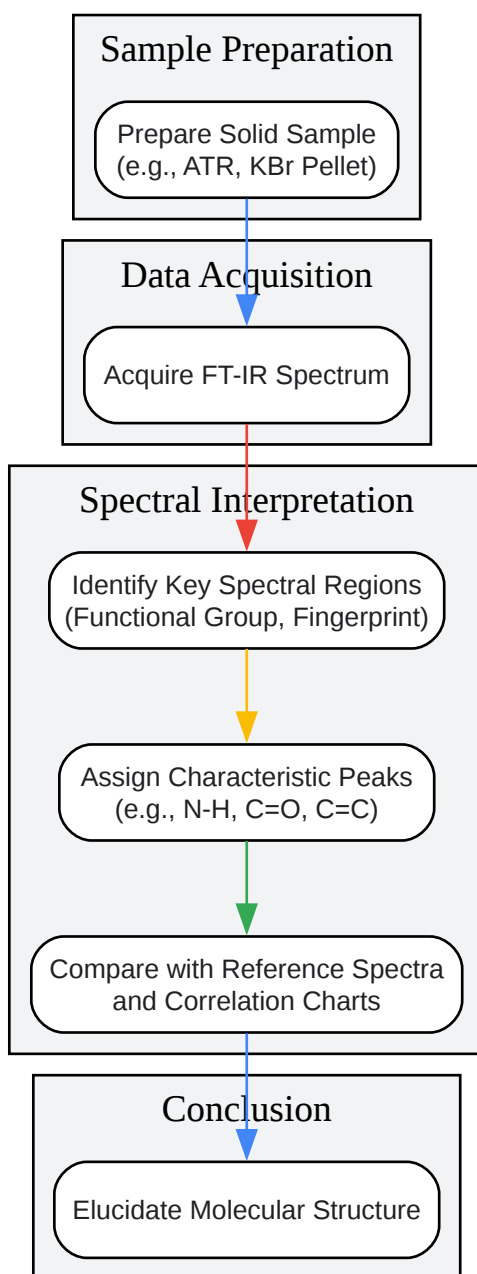 Sample Preparation
Prepare Solid Sample
(e.g., ATR, KBr Pellet)
Data Acquisition
Acquire FT-IR Spectrum
Spectral Interpretation
Identify Key Spectral Regions
(Functional Group, Fingerprint)
Assign Characteristic Peaks
(e.g., N-H, C=O, C=C)
Compare with Reference Spectra
and Correlation Charts
Conclusion
Elucidate Molecular Structure